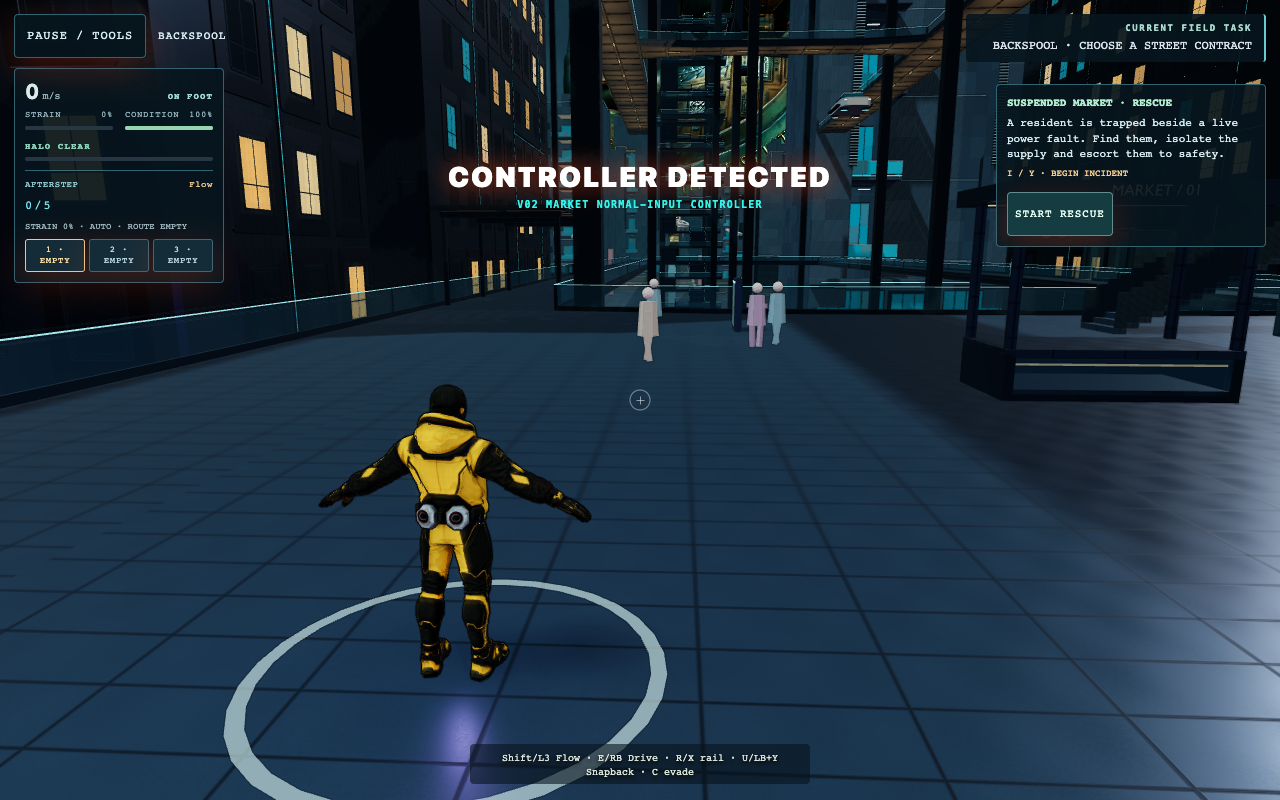 PAUSE / TOOLS
BACKSPOOL
0 m/s
ON FOOT
STRAIN 0%
CONDITION 100%
HALO CLEAR
AFTERSTEP
Flow
0/5
STRAIN 0% · AUTO · ROUTE EMPTY
1 · EMPTY
2 · EMPTY
3 · EMPTY
CONTROLLER DETECTED
V02 MARKET NORMAL-INPUT CONTROLLER
CURRENT FIELD TASK
BACKSPOOL · CHOOSE A STREET CONTRACT
SUSPENDED MARKET · RESCUE
A resident is trapped beside a live
power fault. Find them, isolate the
supply and escort them to safety.
I / Y · BEGIN INCIDENT
MARKET / 01
START RESCUE
Shift/L3 Flow · E/RB Drive · R/X rail · U/LB+Y
Snapback · C evade